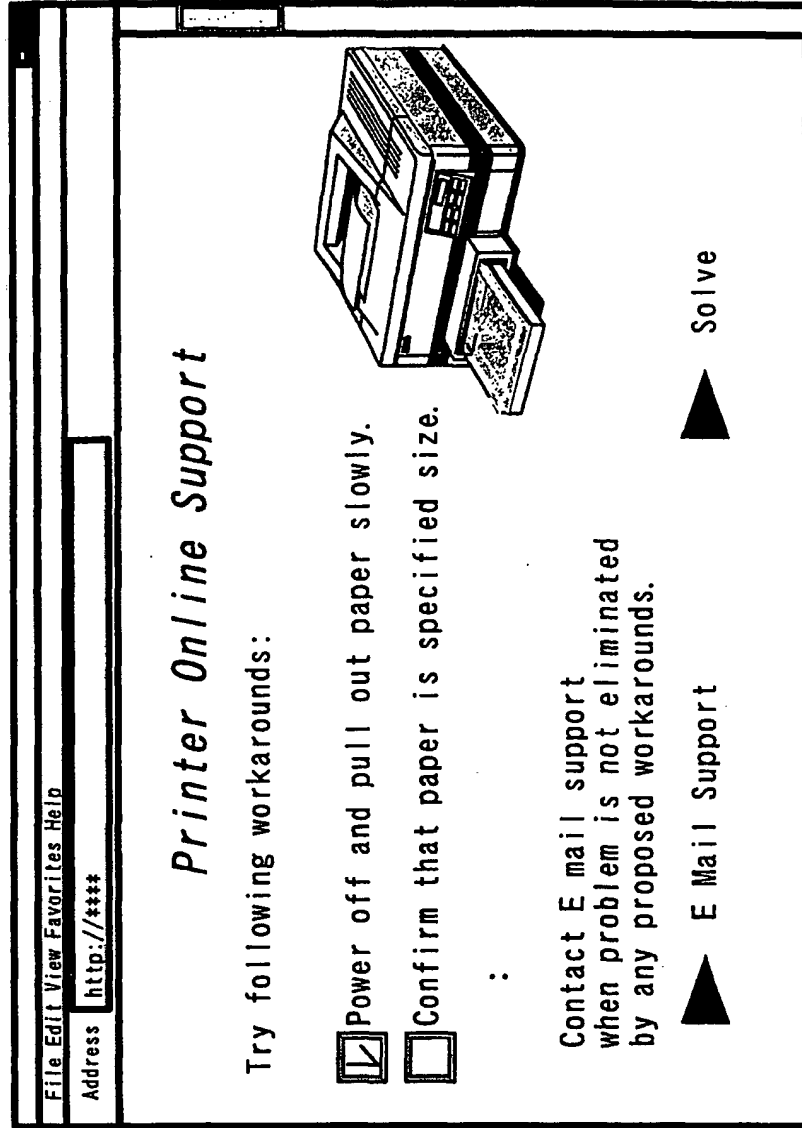 File Edit View Favorites Help
Address http://****
Printer Online Support
Try following workarounds:
Power off and pull out paper slowly.
Confirm that paper is specified size.
:
Contact E mail support
when problem is not eliminated
by any proposed workarounds.
E Mail Support
Solve